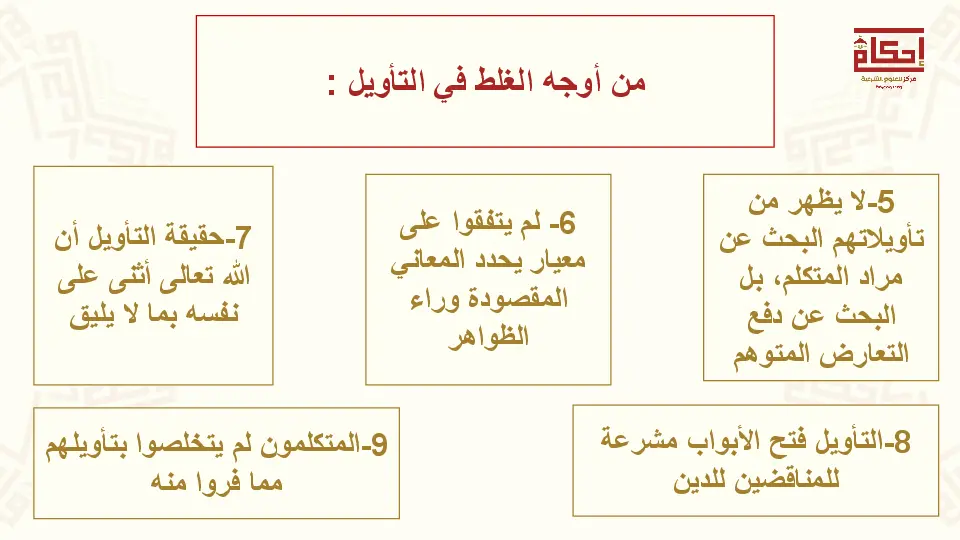 إحكام
مركز للعلوم الشرعية
من أوجه الغلط في التأويل :
5-لا يظهر من
تأويلاتهم البحث عن
مراد المتكلم، بل
البحث عن دفع
التعارض المتوهم
6- لم يتفقوا على
معيار يحدد المعاني
المقصودة وراء
الظواهر
7-حقيقة التأويل أن
الله تعالى أثنى على
نفسه بما لا يليق
8-التأويل فتح الأبواب مشرعة
للمناقضين للدين
9-المتكلمون لم يتخلصوا بتأويلهم
مما فروا منه